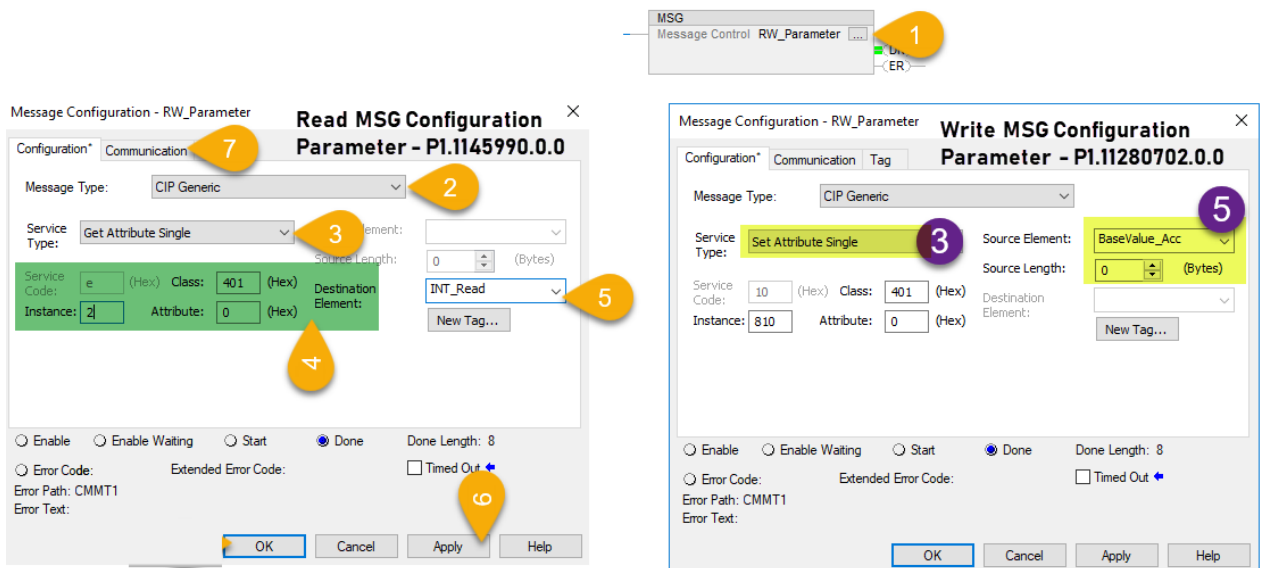 MSG
Message Control RW_Parameter ...
1
ER
Message Configuration - RW_Parameter
Read MSG Configuration
Parameter - P1.1145990.0.0
Configuration* Communication 7
Message Type: CIP Generic 2
Service Type: Get Attribute Single 3
Source Length: 0 (Bytes)
Service Code: e (Hex) Class: 401 (Hex)
Destination Element: INT_Read 5
Instance: 2 Attribute: 0 (Hex)
New Tag...
4
Enable Enable Waiting Start Done Done Length: 8
Error Code: Extended Error Code: Timed Out
Error Path: CMMT1
Error Text:
6
OK Cancel Apply Help
Message Configuration - RW_Parameter
Write MSG Configuration
Parameter - P1.11280702.0.0
Configuration* Communication Tag
Message Type: CIP Generic
5
Service Type: Set Attribute Single 3
Source Element: BaseValue_Acc
Source Length: 0 (Bytes)
Service Code: 10 (Hex) Class: 401 (Hex)
Destination Element:
Instance: 810 Attribute: 0 (Hex)
New Tag...
Enable Enable Waiting Start Done Done Length: 8
Error Code: Extended Error Code: Timed Out
Error Path: CMMT1
Error Text:
OK Cancel Apply Help